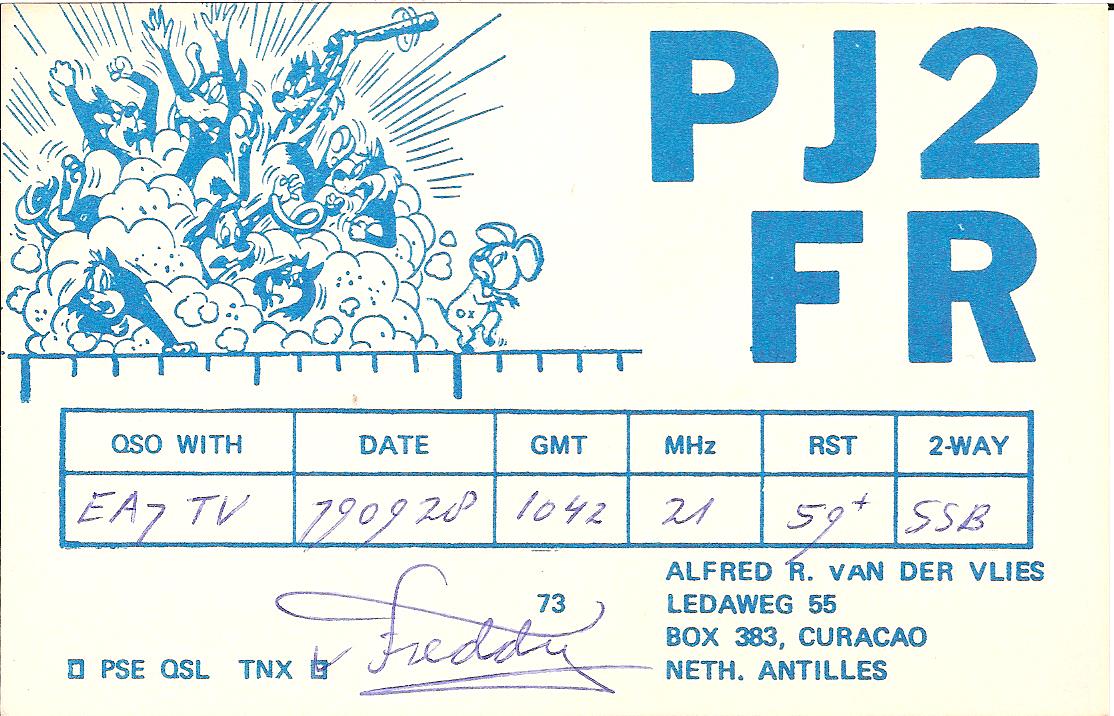 PJ2
FR
DX
QSO WITH DATE GMT MHz RST 2-WAY
EA7TV 790928 1042 21 59+ SSB
ALFRED R. VAN DER VLIES
73 LEDAWEG 55
Freddy BOX 383, CURACAO
PSE QSL TNX NETH. ANTILLES